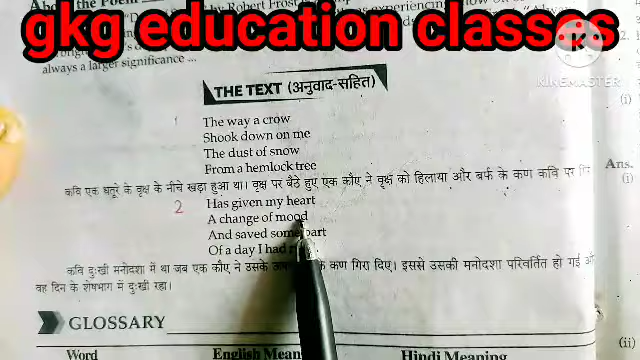 About the Poem
by Robert Frost
gkg education classes
KINEMASTER
always a larger significance ...
2.
(i)
THE TEXT (अनुवाद-सहित)
1 The way a crow
Shook down on me
The dust of snow
From a hemlock tree
Ans.
कवि एक धतूरे के वृक्ष के नीचे खड़ा हुआ था। वृक्ष पर बैठे हुए एक कौए ने वृक्ष को हिलाया और बर्फ के कण कवि पर गिर
(i)
2 Has given my heart
A change of mood
And saved some part
Of a day I had
कवि दुःखी मनोदशा में था जब एक कौए ने उसके कण गिरा दिए। इससे उसकी मनोदशा परिवर्तित हो गई और
वह दिन के शेषभाग में दुःखी रहा।
GLOSSARY
(ii)
Word English Meaning Hindi Meaning